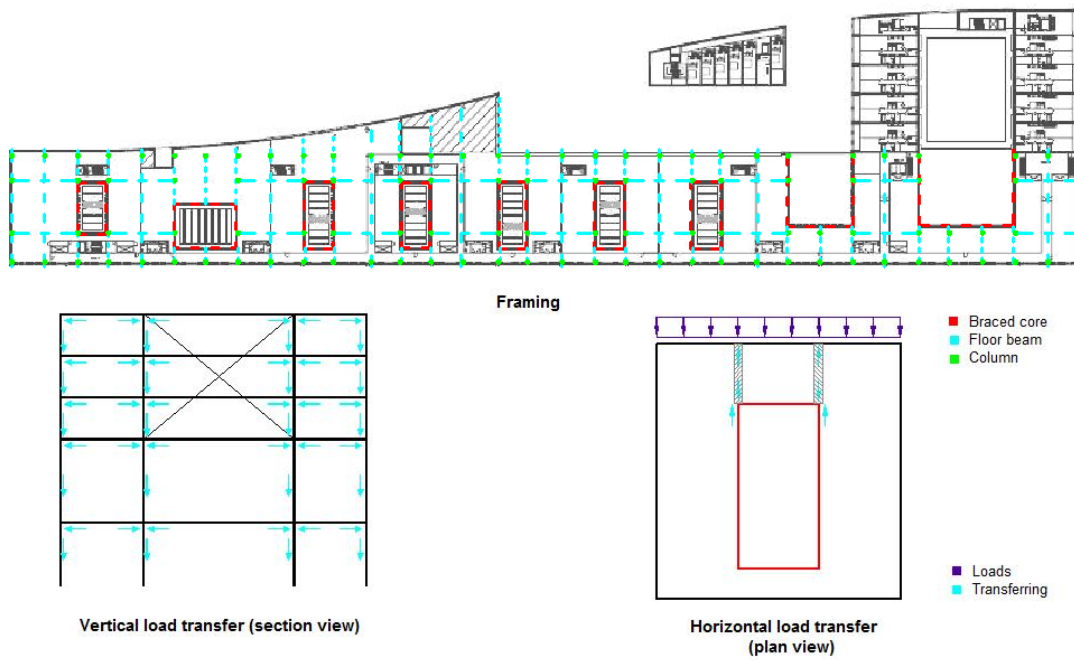 Framing
Braced core
Floor beam
Column
Loads
Transferring
Vertical load transfer (section view)
Horizontal load transfer
(plan view)